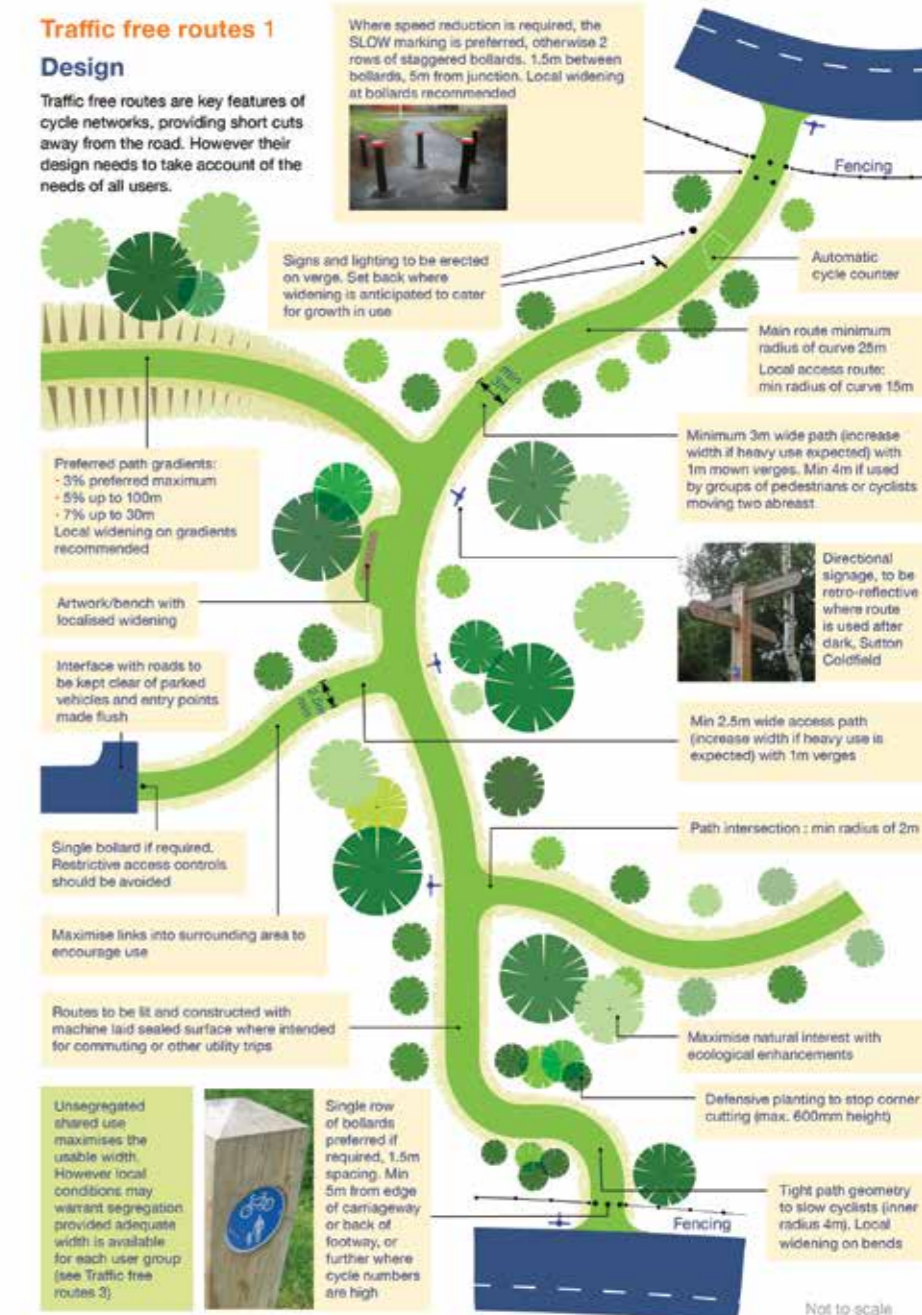 Traffic free routes 1
Design
Traffic free routes are key features of
cycle networks, providing short cuts
away from the road. However their
design needs to take account of the
needs of all users.
Where speed reduction is required, the
SLOW marking is preferred, otherwise 2
rows of staggered bollards. 1.5m between
bollards, 5m from junction. Local widening
at bollards recommended
Fencing
Signs and lighting to be erected
on verge. Set back where
widening is anticipated to cater
for growth in use
Automatic
cycle counter
Main route minimum
radius of curve 25m
Local access route:
min radius of curve 15m
min
3m
Minimum 3m wide path (increase
width if heavy use expected) with
1m mown verges. Min 4m if used
by groups of pedestrians or cyclists
moving two abreast
Preferred path gradients:
- 3% preferred maximum
- 5% up to 100m
- 7% up to 30m
Local widening on gradients
recommended
Directional
signage, to be
retro-reflective
where route
is used after
dark, Sutton
Coldfield
Artwork/bench with
localised widening
Interface with roads to
be kept clear of parked
vehicles and entry points
made flush
Min 2.5m wide access path
(increase width if heavy use is
expected) with 1m verges
Path intersection : min radius of 2m
Single bollard if required.
Restrictive access controls
should be avoided
Maximise links into surrounding area to
encourage use
Routes to be lit and constructed with
machine laid sealed surface where intended
for commuting or other utility trips
Maximise natural interest with
ecological enhancements
Defensive planting to stop corner
cutting (max. 600mm height)
Unsegregated
shared use
maximises the
usable width.
However local
conditions may
warrant segregation
provided adequate
width is available
for each user group
(see Traffic free
routes 3)
Single row
of bollards
preferred if
required, 1.5m
spacing. Min
5m from edge
of carriageway
or back of
footway, or
further where
cycle numbers
are high
Tight path geometry
to slow cyclists (inner
radius 4m). Local
widening on bends
Fencing
Not to scale